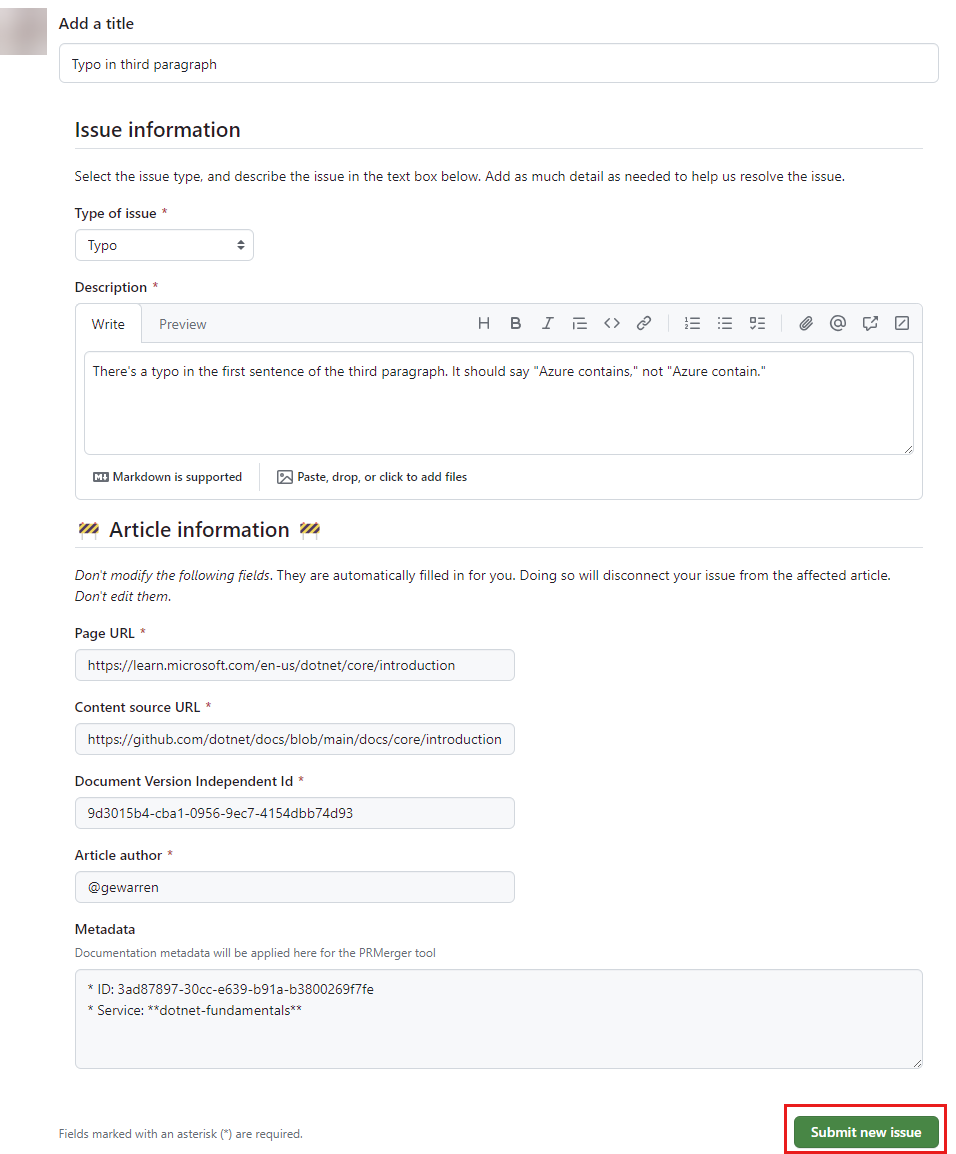 Add a title
Typo in third paragraph
Issue information
Select the issue type, and describe the issue in the text box below. Add as much detail as needed to help us resolve the issue.
Type of issue *
Typo
Description *
Write Preview
There's a typo in the first sentence of the third paragraph. It should say "Azure contains," not "Azure contain."
Markdown is supported Paste, drop, or click to add files
🚧 Article information 🚧
Don't modify the following fields. They are automatically filled in for you. Doing so will disconnect your issue from the affected article.
Don't edit them.
Page URL *
https://learn.microsoft.com/en-us/dotnet/core/introduction
Content source URL *
https://github.com/dotnet/docs/blob/main/docs/core/introduction
Document Version Independent Id *
9d3015b4-cba1-0956-9ec7-4154dbb74d93
Article author *
@gewarren
Metadata
Documentation metadata will be applied here for the PRMerger tool
* ID: 3ad87897-30cc-e639-b91a-b3800269f7fe
* Service: **dotnet-fundamentals**
Fields marked with an asterisk (*) are required.
Submit new issue